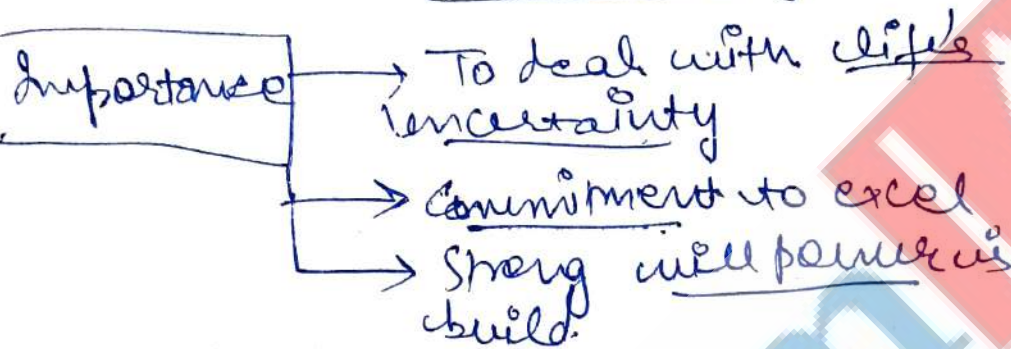 Importance → To deal with life's
uncertainty
→ Commitment to excel
→ Strong will power is
build.